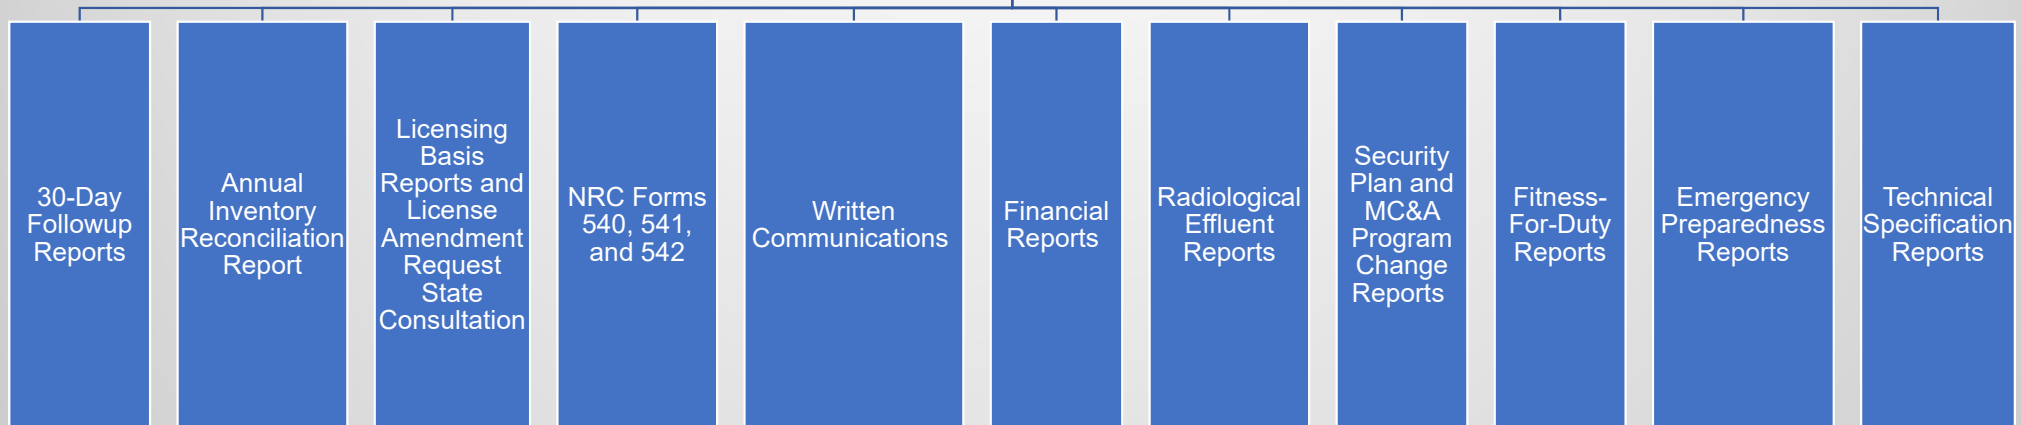 30-Day
Followup
Reports
Annual
Inventory
Reconciliation
Report
Licensing
Basis
Reports and
License
Amendment
Request
State
Consultation
NRC Forms
540, 541,
and 542
Written
Communications
Financial
Reports
Radiological
Effluent
Reports
Security
Plan and
MC&A
Program
Change
Reports
Fitness-
For-Duty
Reports
Emergency
Preparedness
Reports
Technical
Specification
Reports